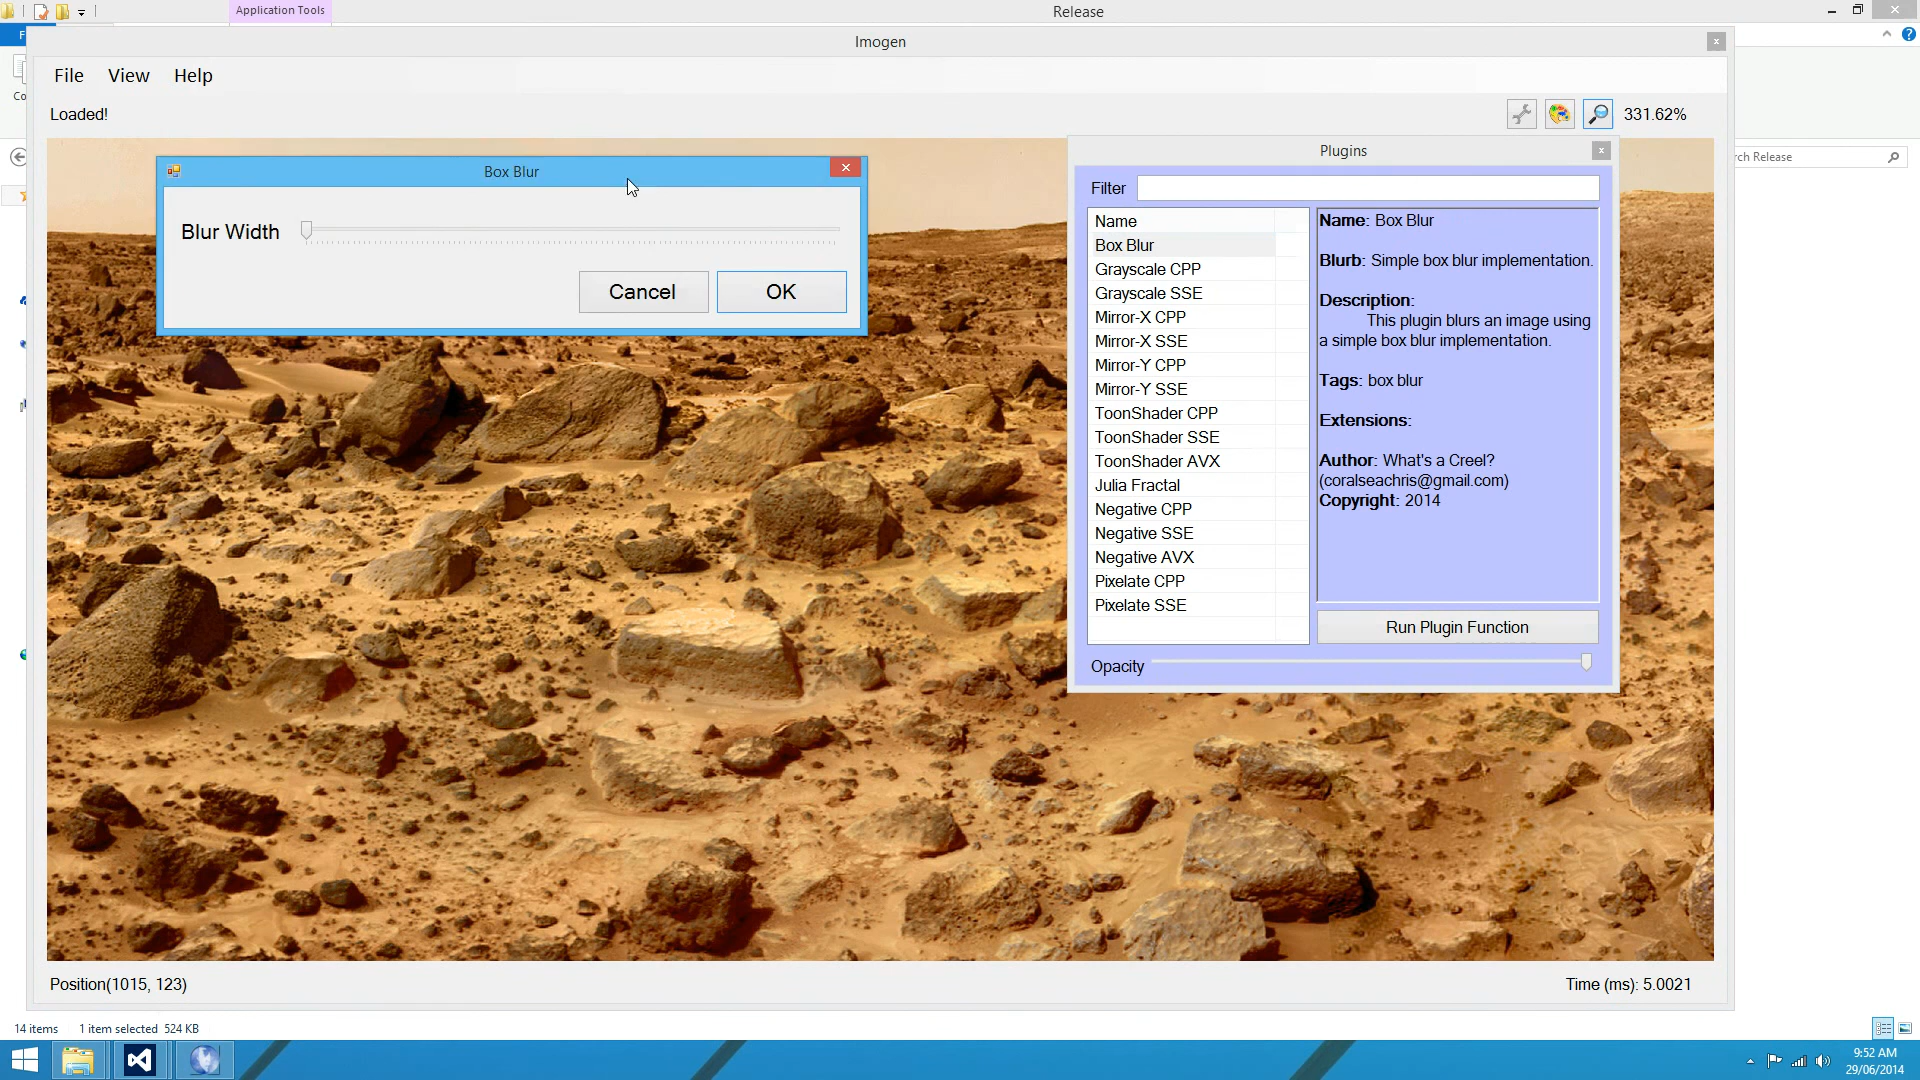 Application Tools
Release
F
Imogen
File View Help
Co
Loaded!
331.62%
Plugins
rch Release
Box Blur
Filter
Blur Width
Cancel
OK
Name
Box Blur
Grayscale CPP
Grayscale SSE
Mirror-X CPP
Mirror-X SSE
Mirror-Y CPP
Mirror-Y SSE
ToonShader CPP
ToonShader SSE
ToonShader AVX
Julia Fractal
Negative CPP
Negative SSE
Negative AVX
Pixelate CPP
Pixelate SSE
Name: Box Blur
Blurb: Simple box blur implementation.
Description:
This plugin blurs an image using
a simple box blur implementation.
Tags: box blur
Extensions:
Author: What's a Creel?
(coralseachris@gmail.com)
Copyright: 2014
Run Plugin Function
Opacity
Position(1015, 123)
Time (ms): 5.0021
14 items 1 item selected 524 KB
9:52 AM
29/06/2014